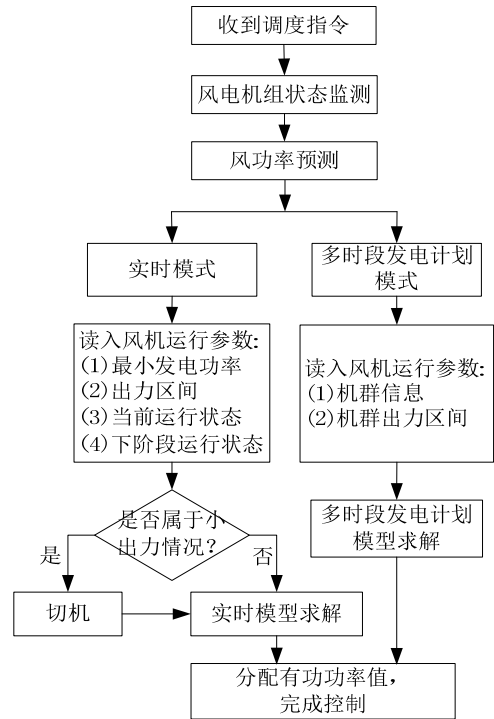 收到调度指令
风电机组状态监测
风功率预测
实时模式
多时段发电计划
模式
读入风机运行参数:
(1)最小发电功率
(2)出力区间
(3)当前运行状态
(4)下阶段运行状态
读入风机运行参数:
(1)机群信息
(2)机群出力区间
是否属于小
出力情况?
是
否
多时段发电计划
模型求解
切机
实时模型求解
分配有功功率值,
完成控制